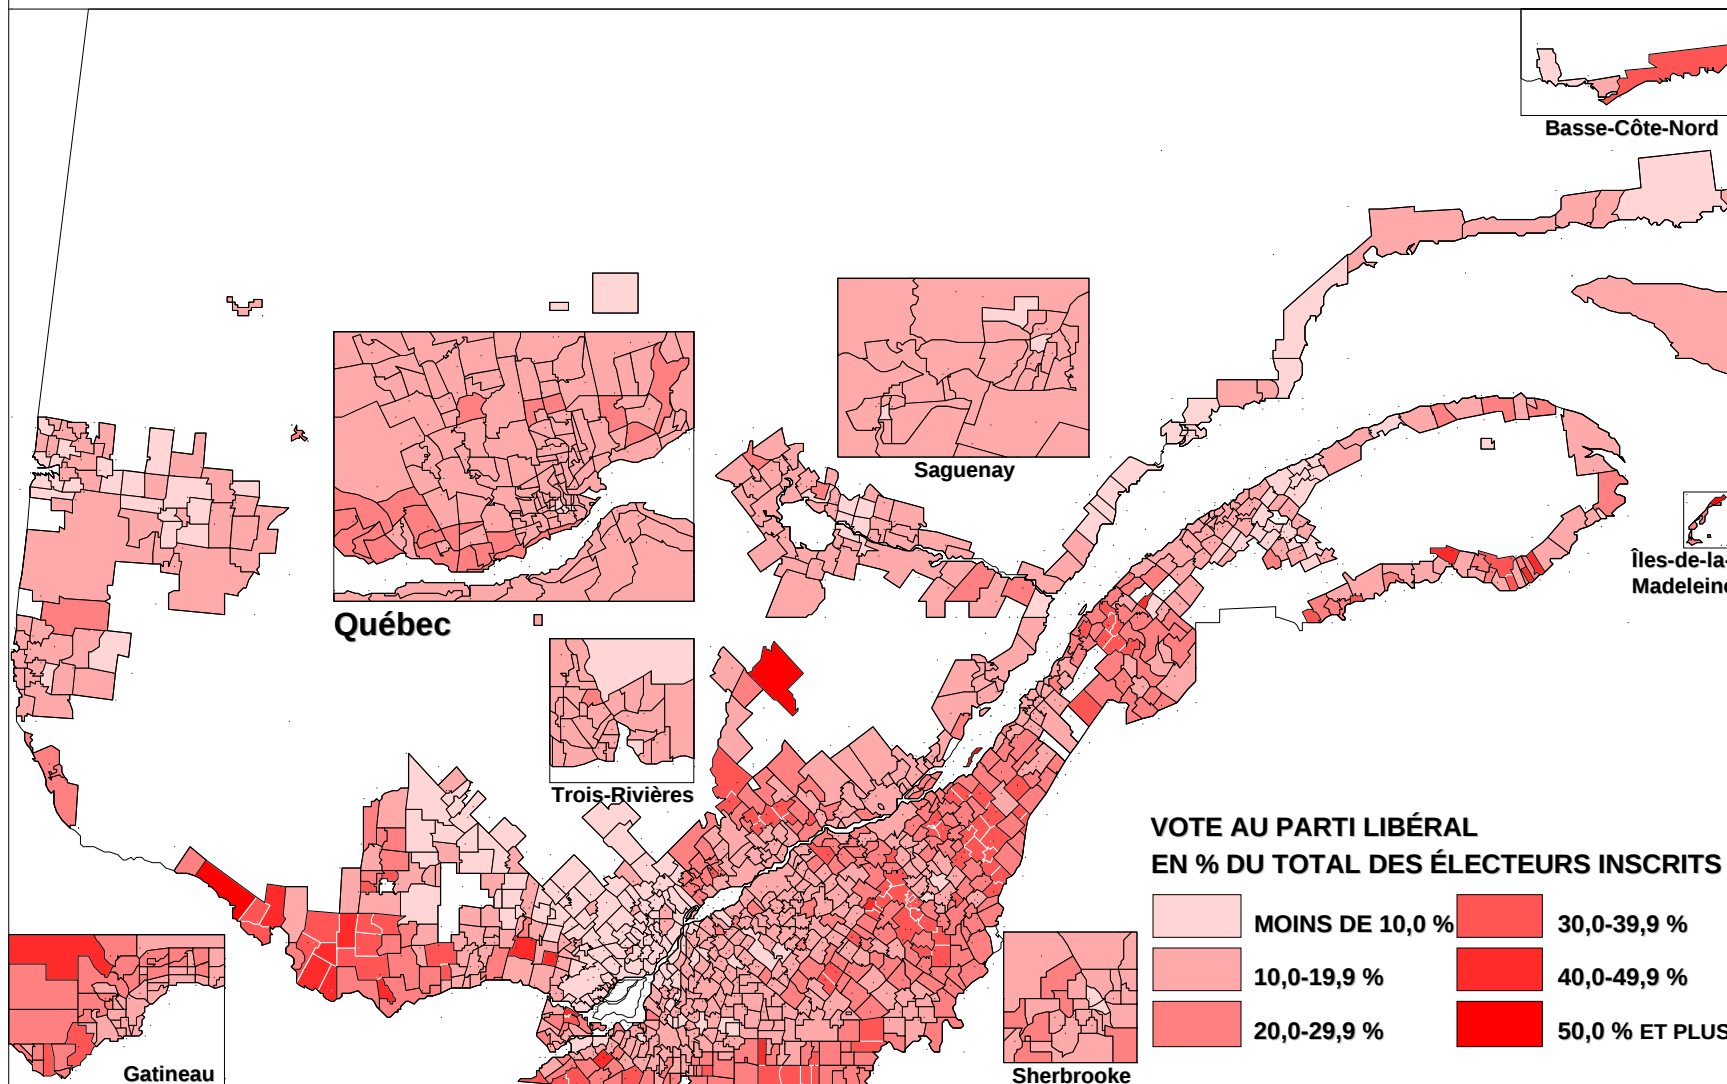 Basse-Côte-Nord
Saguenay
Québec
Îles-de-la-
Madeleine
Trois-Rivières
VOTE AU PARTI LIBÉRAL
EN % DU TOTAL DES ÉLECTEURS INSCRITS
MOINS DE 10,0 %
30,0-39,9 %
10,0-19,9 %
40,0-49,9 %
20,0-29,9 %
50,0 % ET PLUS
Gatineau
Sherbrooke